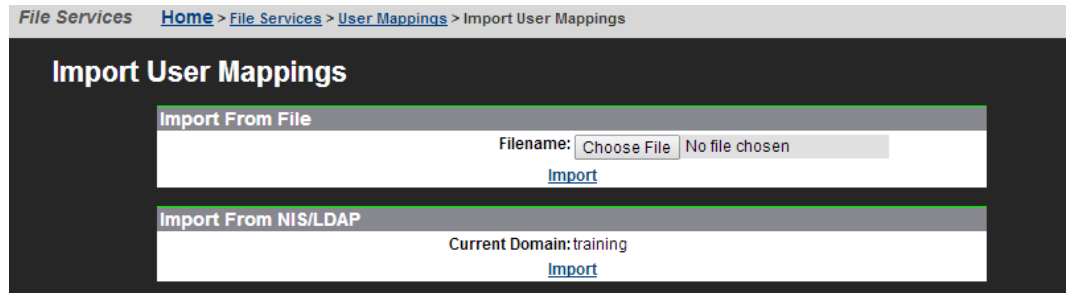 File Services Home > File Services > User Mappings > Import User Mappings
Import User Mappings
Import From File
Filename: Choose File No file chosen
Import
Import From NIS/LDAP
Current Domain: training
Import